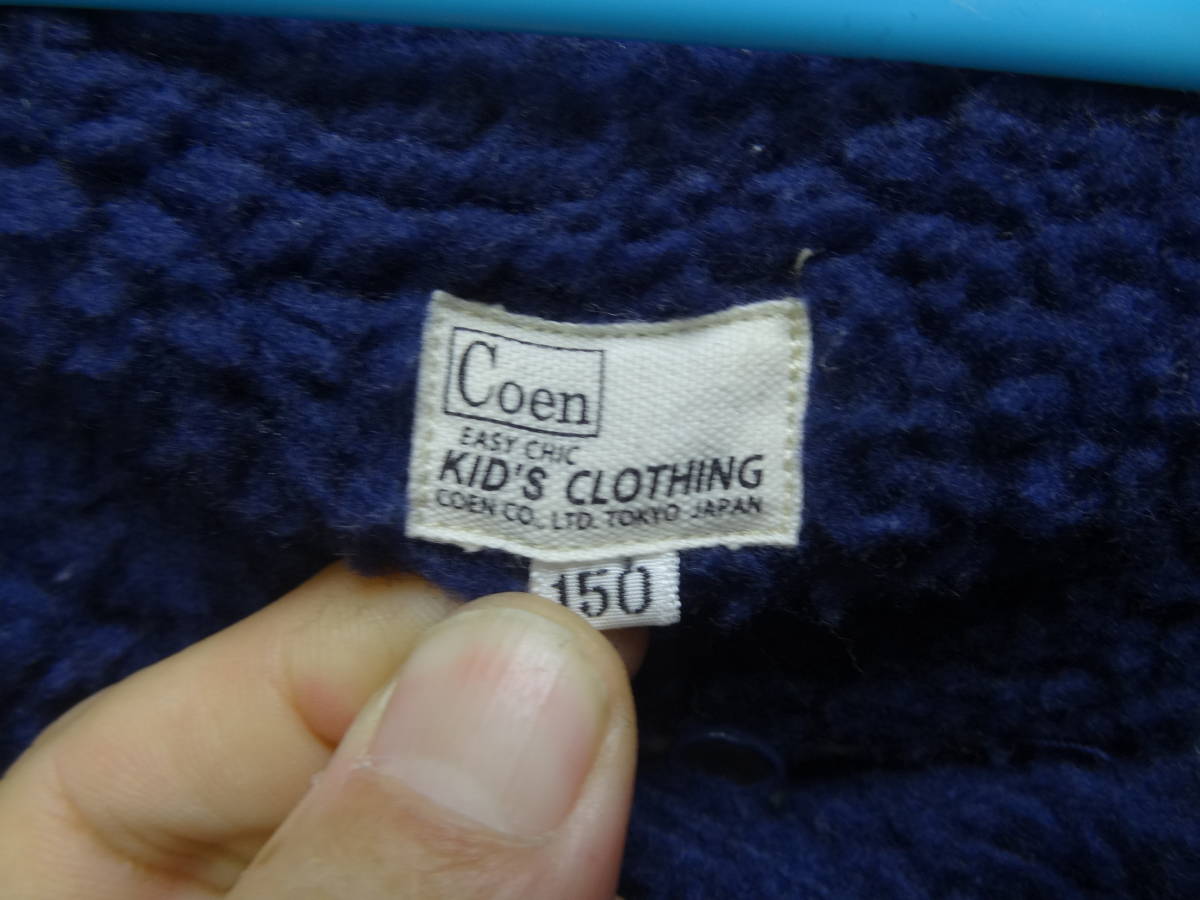 Coen
EASY CHIC
KID'S CLOTHING
COEN CO., LTD. TOKYO JAPAN
150